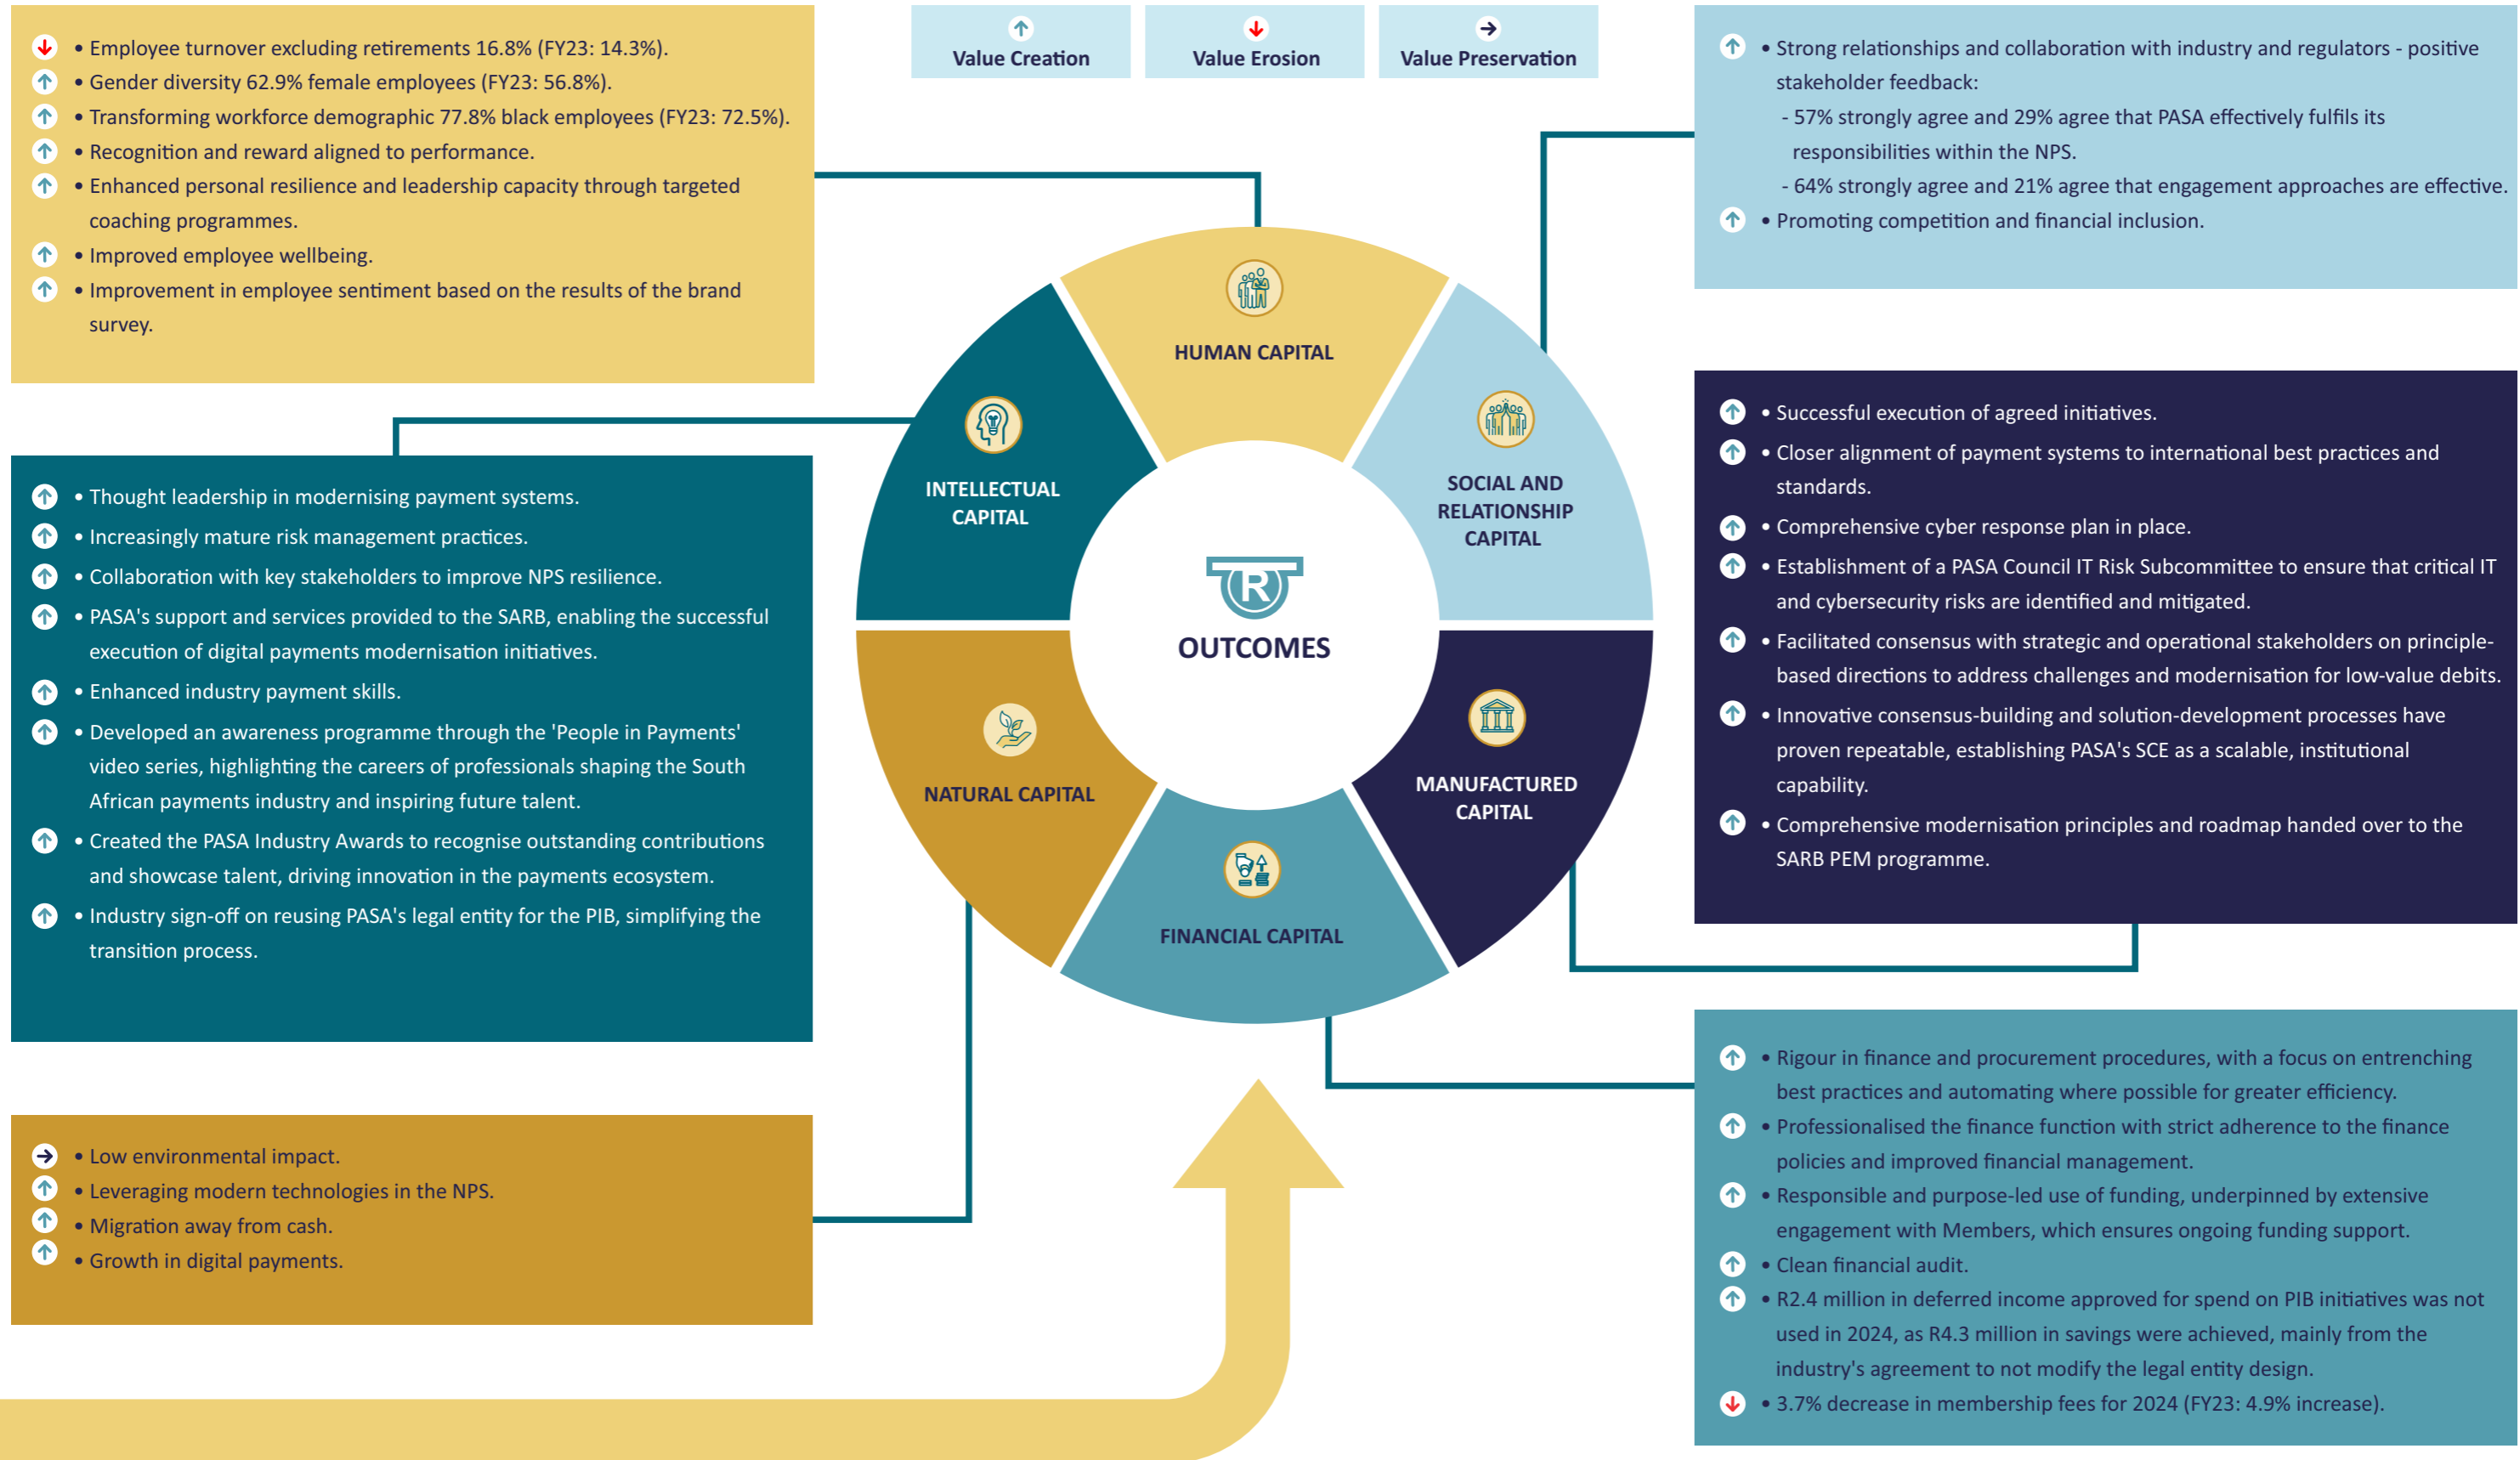 • Employee turnover excluding retirements 16.8% (FY23: 14.3%).
• Gender diversity 62.9% female employees (FY23: 56.8%).
• Transforming workforce demographic 77.8% black employees (FY23: 72.5%).
• Recognition and reward aligned to performance.
• Enhanced personal resilience and leadership capacity through targeted
coaching programmes.
• Improved employee wellbeing.
• Improvement in employee sentiment based on the results of the brand
survey.
Value Creation
Value Erosion
Value Preservation
• Strong relationships and collaboration with industry and regulators - positive
stakeholder feedback:
- 57% strongly agree and 29% agree that PASA effectively fulfils its
responsibilities within the NPS.
- 64% strongly agree and 21% agree that engagement approaches are effective.
• Promoting competition and financial inclusion.
HUMAN CAPITAL
INTELLECTUAL
CAPITAL
SOCIAL AND
RELATIONSHIP
CAPITAL
R
OUTCOMES
NATURAL CAPITAL
MANUFACTURED
CAPITAL
FINANCIAL CAPITAL
• Thought leadership in modernising payment systems.
• Increasingly mature risk management practices.
• Collaboration with key stakeholders to improve NPS resilience.
• PASA's support and services provided to the SARB, enabling the successful
execution of digital payments modernisation initiatives.
• Enhanced industry payment skills.
• Developed an awareness programme through the 'People in Payments'
video series, highlighting the careers of professionals shaping the South
African payments industry and inspiring future talent.
• Created the PASA Industry Awards to recognise outstanding contributions
and showcase talent, driving innovation in the payments ecosystem.
• Industry sign-off on reusing PASA's legal entity for the PIB, simplifying the
transition process.
• Successful execution of agreed initiatives.
• Closer alignment of payment systems to international best practices and
standards.
• Comprehensive cyber response plan in place.
• Establishment of a PASA Council IT Risk Subcommittee to ensure that critical IT
and cybersecurity risks are identified and mitigated.
• Facilitated consensus with strategic and operational stakeholders on principle-
based directions to address challenges and modernisation for low-value debits.
• Innovative consensus-building and solution-development processes have
proven repeatable, establishing PASA's SCE as a scalable, institutional
capability.
• Comprehensive modernisation principles and roadmap handed over to the
SARB PEM programme.
• Low environmental impact.
• Leveraging modern technologies in the NPS.
• Migration away from cash.
• Growth in digital payments.
• Rigour in finance and procurement procedures, with a focus on entrenching
best practices and automating where possible for greater efficiency.
• Professionalised the finance function with strict adherence to the finance
policies and improved financial management.
• Responsible and purpose-led use of funding, underpinned by extensive
engagement with Members, which ensures ongoing funding support.
• Clean financial audit.
• R2.4 million in deferred income approved for spend on PIB initiatives was not
used in 2024, as R4.3 million in savings were achieved, mainly from the
industry's agreement to not modify the legal entity design.
• 3.7% decrease in membership fees for 2024 (FY23: 4.9% increase).